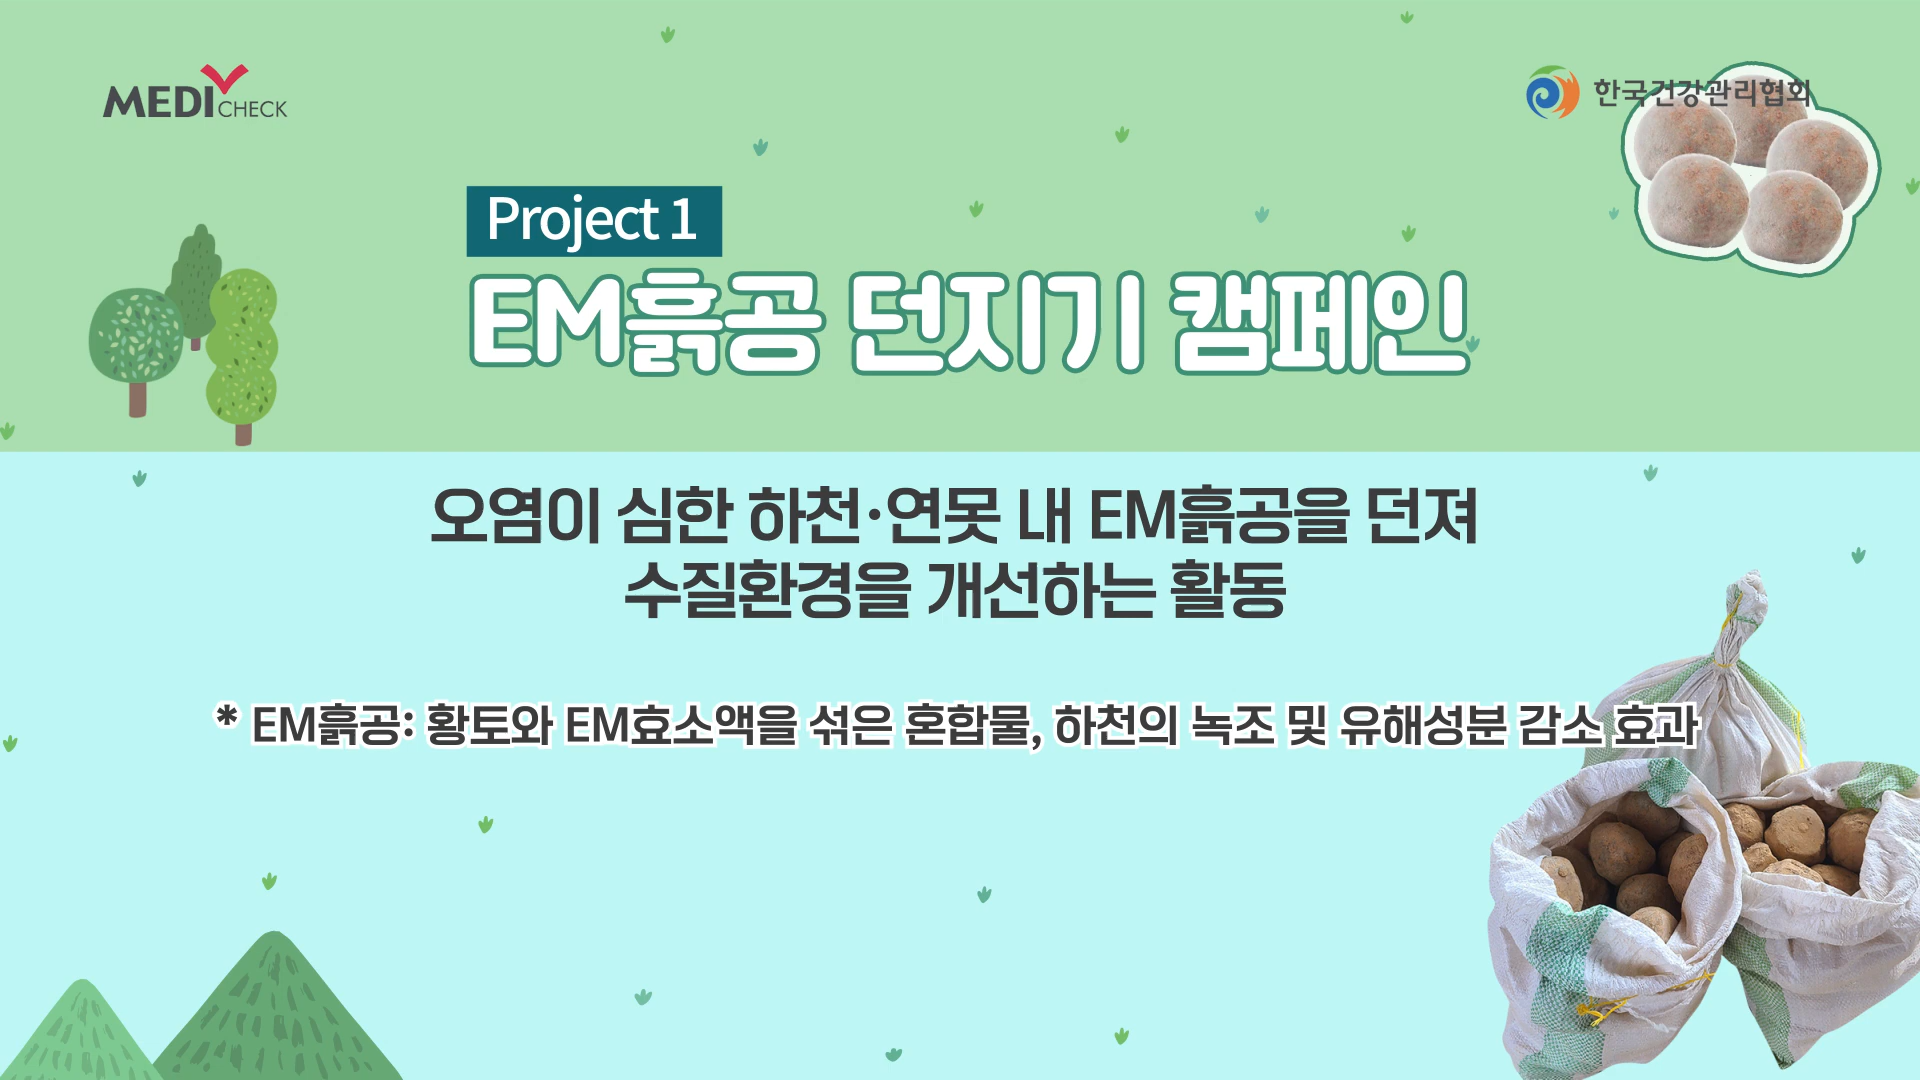 MEDI CHECK
한국건강관리협회
Project 1
EM흙공 던지기 캠페인
오염이 심한 하천·연못 내 EM흙공을 던져
수질환경을 개선하는 활동
* EM흙공: 황토와 EM효소액을 섞은 혼합물, 하천의 녹조 및 유해성분 감소 효과